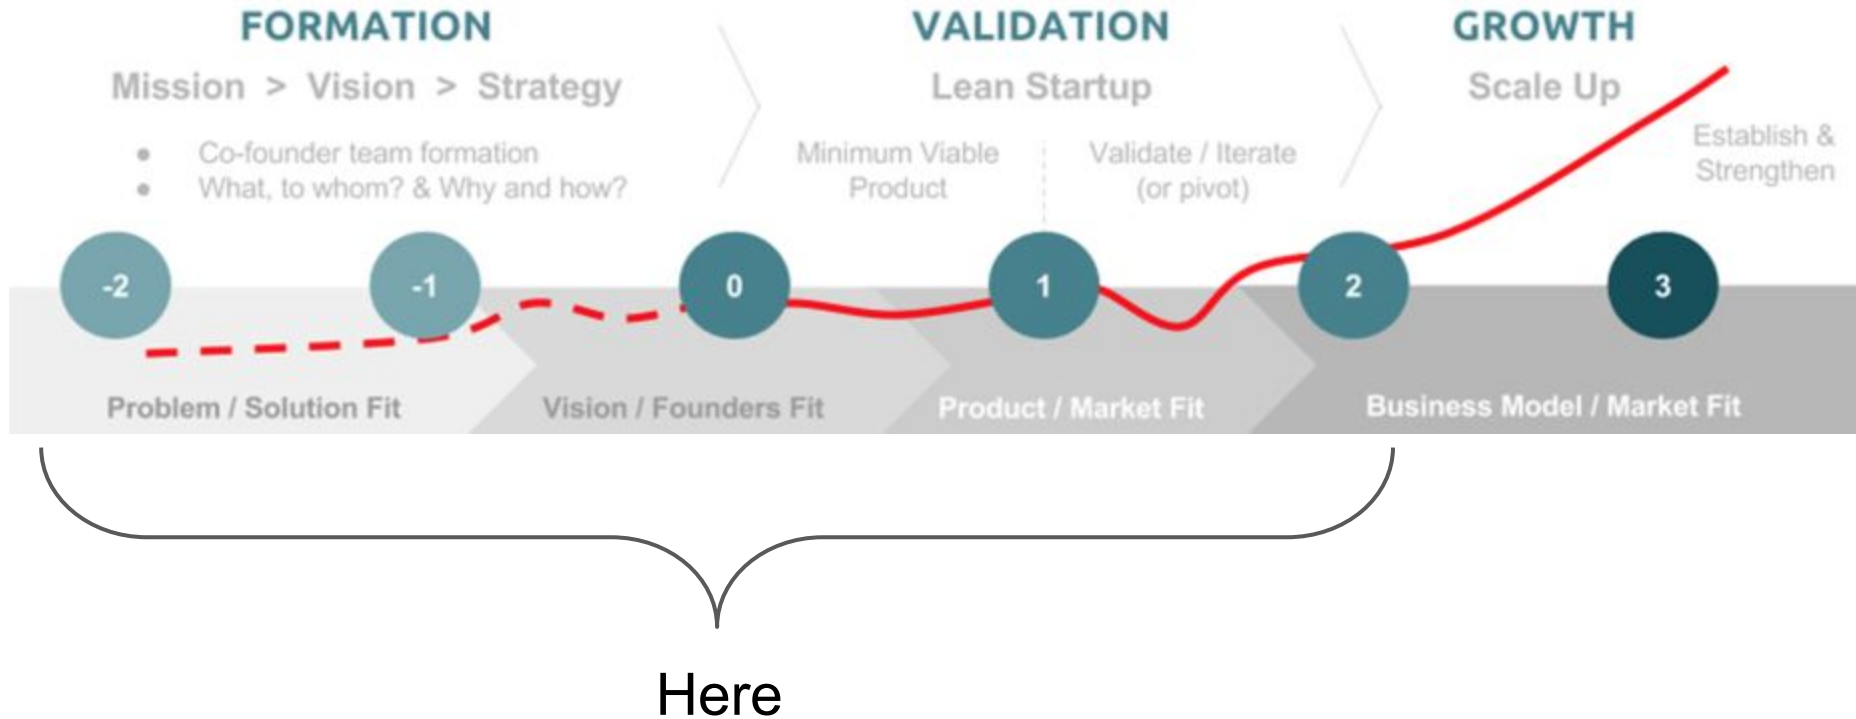 FORMATION
Mission > Vision > Strategy
● Co-founder team formation
● What, to whom? & Why and how?
VALIDATION
Lean Startup
Minimum Viable
Product
Validate / Iterate
(or pivot)
GROWTH
Scale Up
Establish &
Strengthen
-2
-1
0
1
2
3
Problem / Solution Fit
Vision / Founders Fit
Product / Market Fit
Business Model / Market Fit
Here